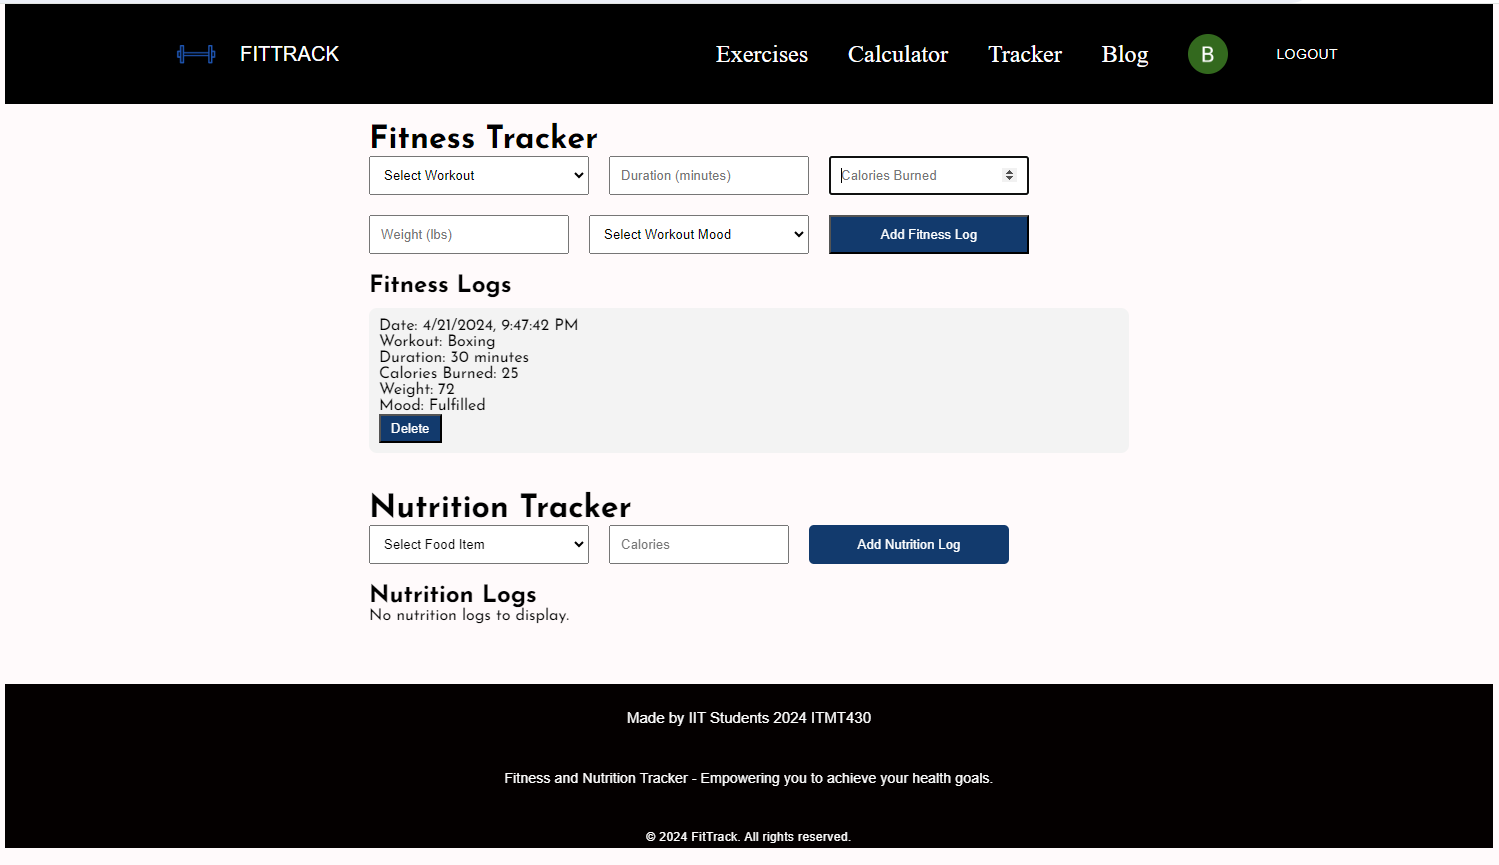 FITTRACK
Exercises
Calculator
Tracker
Blog
B
LOGOUT
Fitness Tracker
Select Workout
Duration (minutes)
Calories Burned
Weight (lbs)
Select Workout Mood
Add Fitness Log
Fitness Logs
Date: 4/21/2024, 9:47:42 PM
Workout: Boxing
Duration: 30 minutes
Calories Burned: 25
Weight: 72
Mood: Fulfilled
Delete
Nutrition Tracker
Select Food Item
Calories
Add Nutrition Log
Nutrition Logs
No nutrition logs to display.
Made by IIT Students 2024 ITMT430
Fitness and Nutrition Tracker - Empowering you to achieve your health goals.
© 2024 FitTrack. All rights reserved.